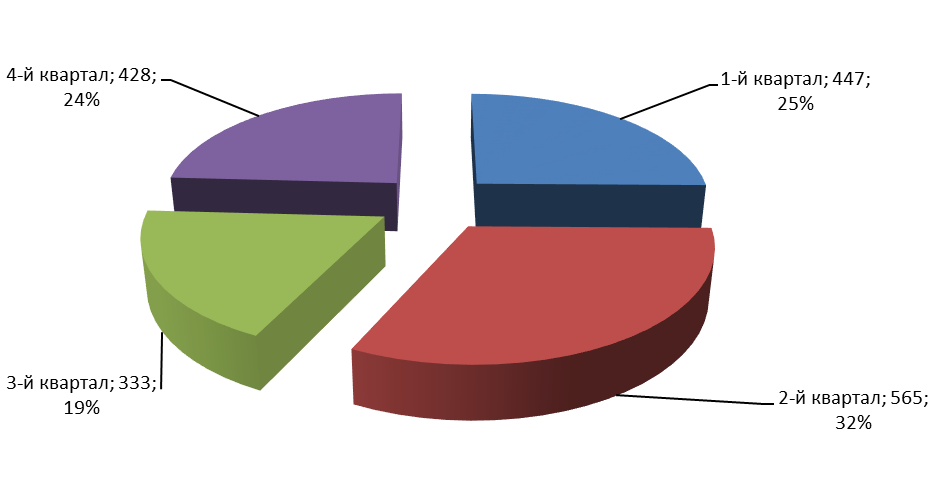 4-й квартал; 428;
24%
1-й квартал; 447;
25%
3-й квартал; 333;
19%
2-й квартал; 565;
32%